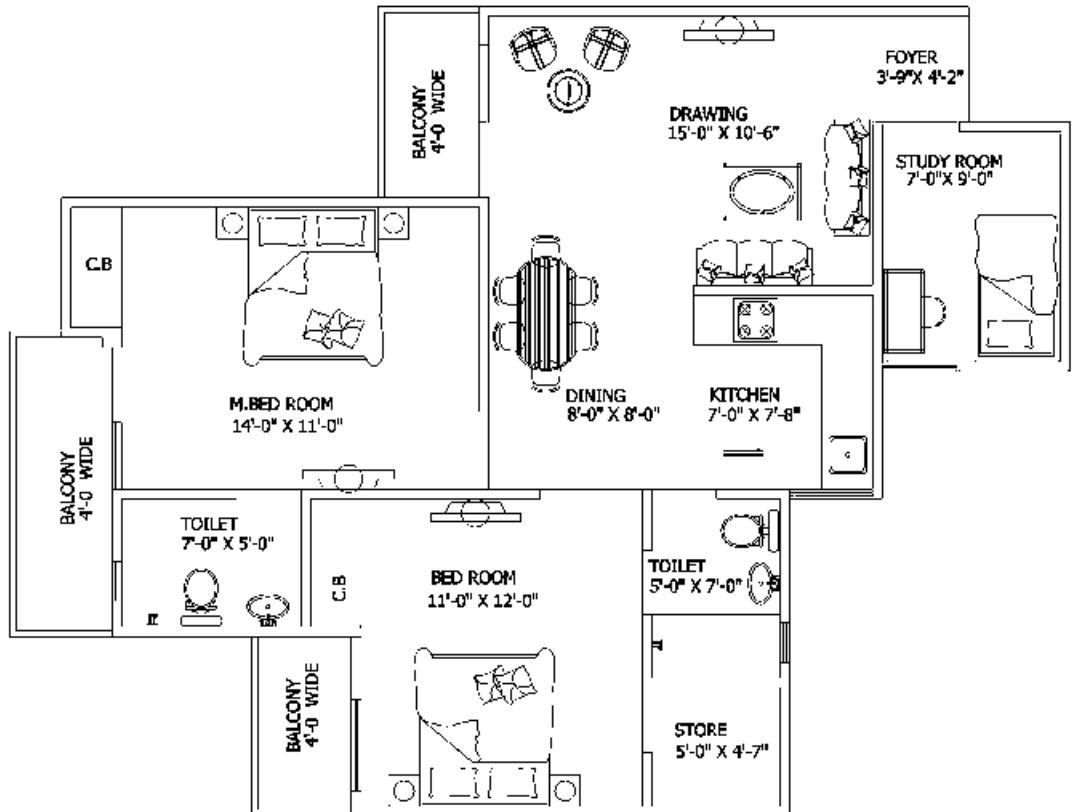 FOYER
3'-9"X 4'-2"
BALCONY
4'-0 WIDE
DRAWING
15'-0" X 10'-6"
STUDY ROOM
7'-0"X 9'-0"
C.B
M.BED ROOM
14'-0" X 11'-0"
DINING
8'-0" X 8'-0"
KITCHEN
7'-0" X 7'-8"
BALCONY
4'-0 WIDE
TOILET
7'-0" X 5'-0"
C.B
BED ROOM
11'-0" X 12'-0"
TOILET
5'-0" X 7'-0"
BALCONY
4'-0 WIDE
STORE
5'-0" X 4'-7"